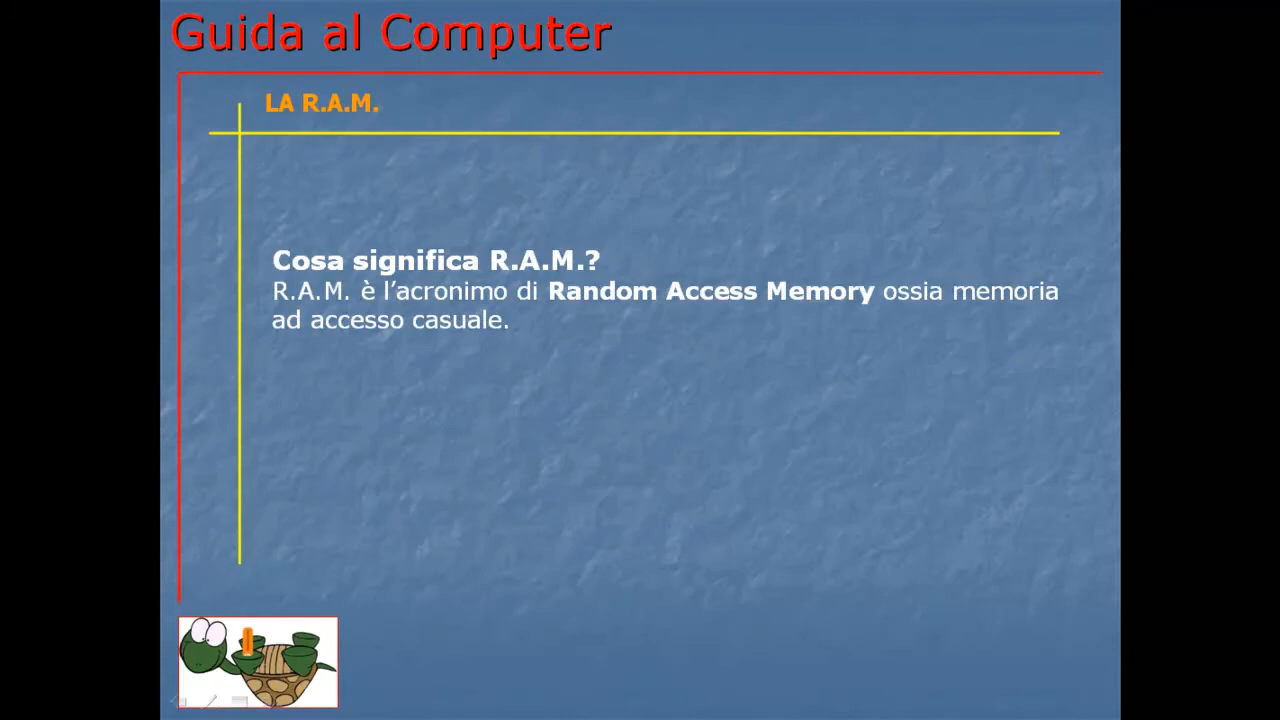 Guida al Computer
LA R.A.M.
Cosa significa R.A.M.?
R.A.M. è l’acronimo di Random Access Memory ossia memoria
ad accesso casuale.